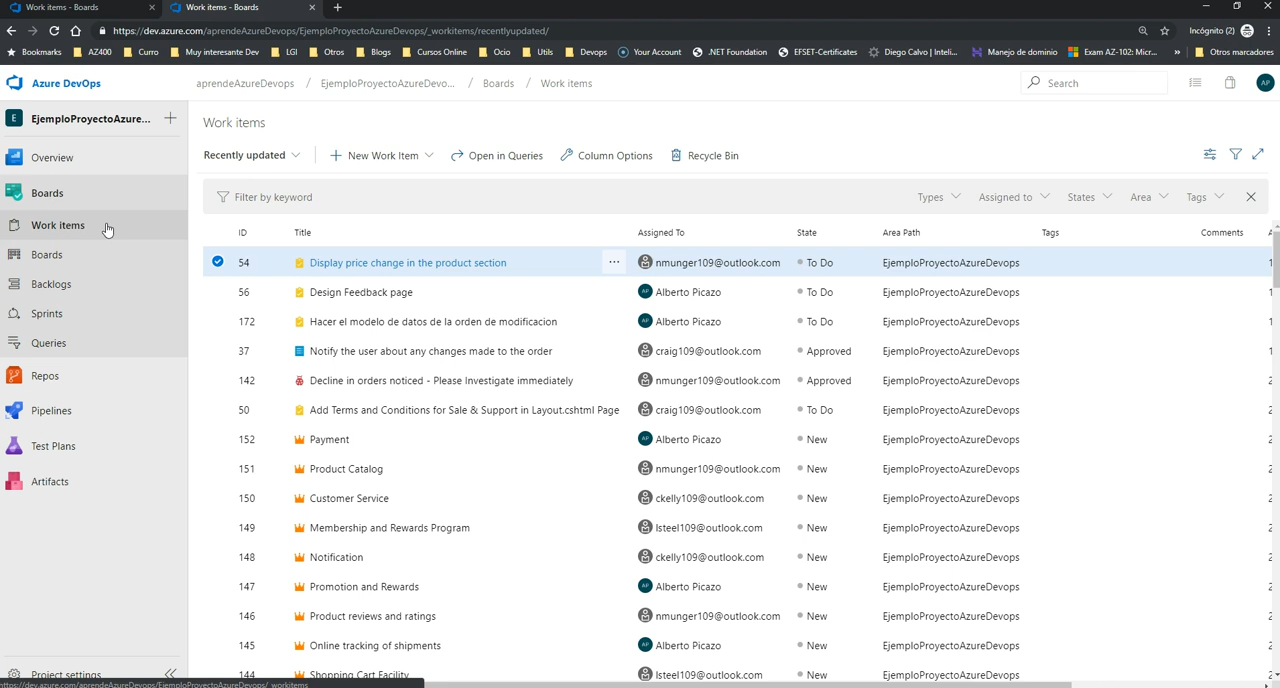 Work items - Boards
Work items - Boards
https://dev.azure.com/aprendeAzureDevops/EjemploProyectoAzureDevops/_workitems/recentlyupdated/
Incógnito (2)
Bookmarks AZ400 Curro Muy interesante Dev LGI Otros Blogs Cursos Online Ocio Utils Devops Your Account .NET Foundation EFSET-Certificates Diego Calvo | Inteli... Manejo de dominio Exam AZ-102: Micr... » Otros marcadores
Azure DevOps
aprendeAzureDevops / EjemploProyectoAzureDevo... / Boards / Work items
Search
AP
E EjemploProyectoAzure...
Overview
Boards
Work items
Boards
Backlogs
Sprints
Queries
Repos
Pipelines
Test Plans
Artifacts
Project settings
https://dev.azure.com/aprendeAzureDevops/EjemploProyectoAzureDevops/_workitems
Work items
Recently updated New Work Item Open in Queries Column Options Recycle Bin
Filter by keyword Types Assigned to States Area Tags
ID Title Assigned To State Area Path Tags Comments
54 Display price change in the product section ... nmunger109@outlook.com To Do EjemploProyectoAzureDevops
56 Design Feedback page AP Alberto Picazo To Do EjemploProyectoAzureDevops
172 Hacer el modelo de datos de la orden de modificacion AP Alberto Picazo To Do EjemploProyectoAzureDevops
37 Notify the user about any changes made to the order craig109@outlook.com Approved EjemploProyectoAzureDevops
142 Decline in orders noticed - Please Investigate immediately nmunger109@outlook.com Approved EjemploProyectoAzureDevops
50 Add Terms and Conditions for Sale & Support in Layout.cshtml Page craig109@outlook.com To Do EjemploProyectoAzureDevops
152 Payment AP Alberto Picazo New EjemploProyectoAzureDevops
151 Product Catalog nmunger109@outlook.com New EjemploProyectoAzureDevops
150 Customer Service ckelly109@outlook.com New EjemploProyectoAzureDevops
149 Membership and Rewards Program lsteel109@outlook.com New EjemploProyectoAzureDevops
148 Notification ckelly109@outlook.com New EjemploProyectoAzureDevops
147 Promotion and Rewards AP Alberto Picazo New EjemploProyectoAzureDevops
146 Product reviews and ratings nmunger109@outlook.com New EjemploProyectoAzureDevops
145 Online tracking of shipments AP Alberto Picazo New EjemploProyectoAzureDevops
144 Shopping Cart Facility lsteel109@outlook.com New EjemploProyectoAzureDevops